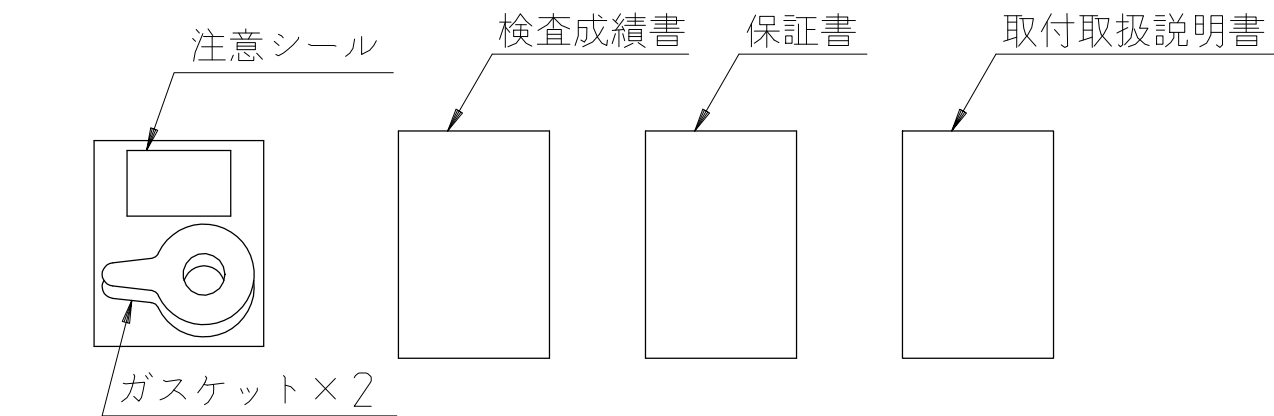 注意シール
検査成績書
保証書
取付取扱説明書
ガスケット×2